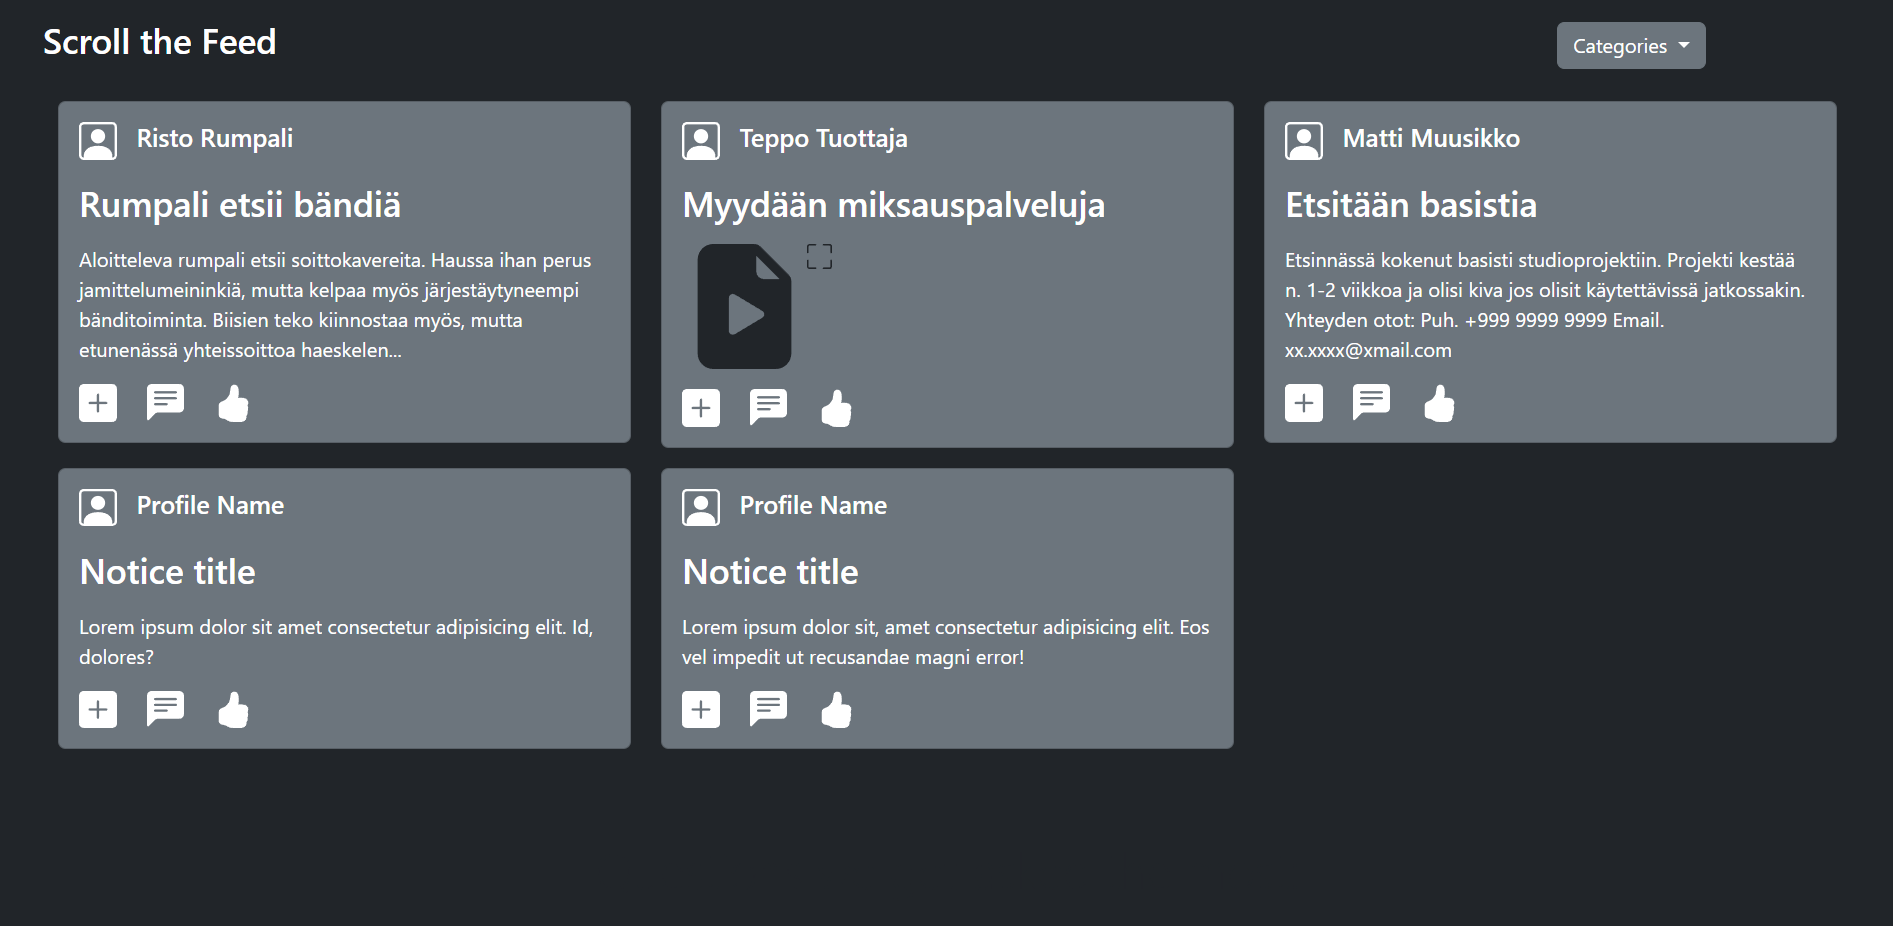 Scroll the Feed
Categories
Risto Rumpali
Rumpali etsii bändiä
Aloitteleva rumpali etsii soittokavereita. Haussa ihan perus
jamittelumeininkiä, mutta kelpaa myös järjestäytyneempi
bänditoiminta. Biisien teko kiinnostaa myös, mutta
etunenässä yhteissoittoa haeskelen...
Teppo Tuottaja
Myydään miksauspalveluja
Matti Muusikko
Etsitään basistia
Etsinnässä kokenut basisti studioprojektiin. Projekti kestää
n. 1-2 viikkoa ja olisi kiva jos olisit käytettävissä jatkossakin.
Yhteyden otot: Puh. +999 9999 9999 Email.
xx.xxxx@xmail.com
Profile Name
Notice title
Lorem ipsum dolor sit amet consectetur adipisicing elit. Id,
dolores?
Profile Name
Notice title
Lorem ipsum dolor sit, amet consectetur adipisicing elit. Eos
vel impedit ut recusandae magni error!